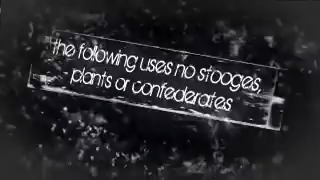 the following uses no stooges,
plants or confederates